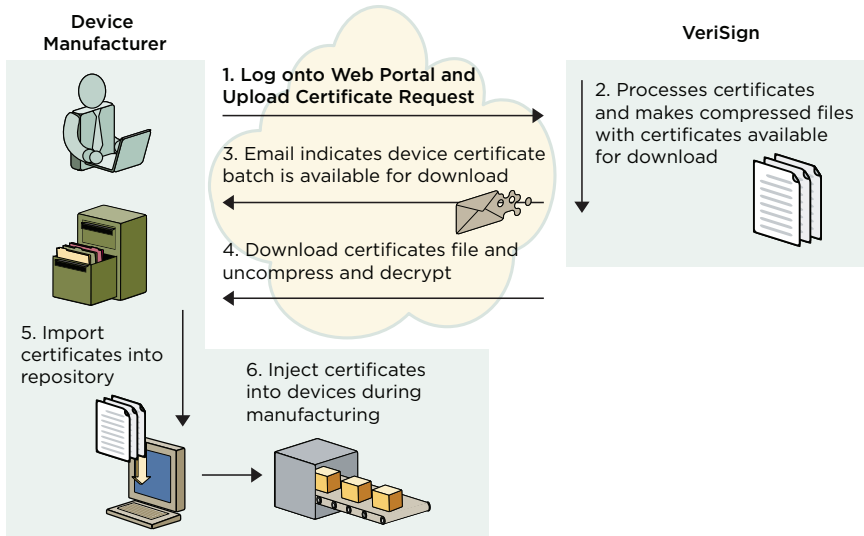 Device
Manufacturer
VeriSign
1. Log onto Web Portal and
Upload Certificate Request
2. Processes certificates
and makes compressed files
with certificates available
for download
3. Email indicates device certificate
batch is available for download
4. Download certificates file and
uncompress and decrypt
5. Import
certificates into
repository
6. Inject certificates
into devices during
manufacturing